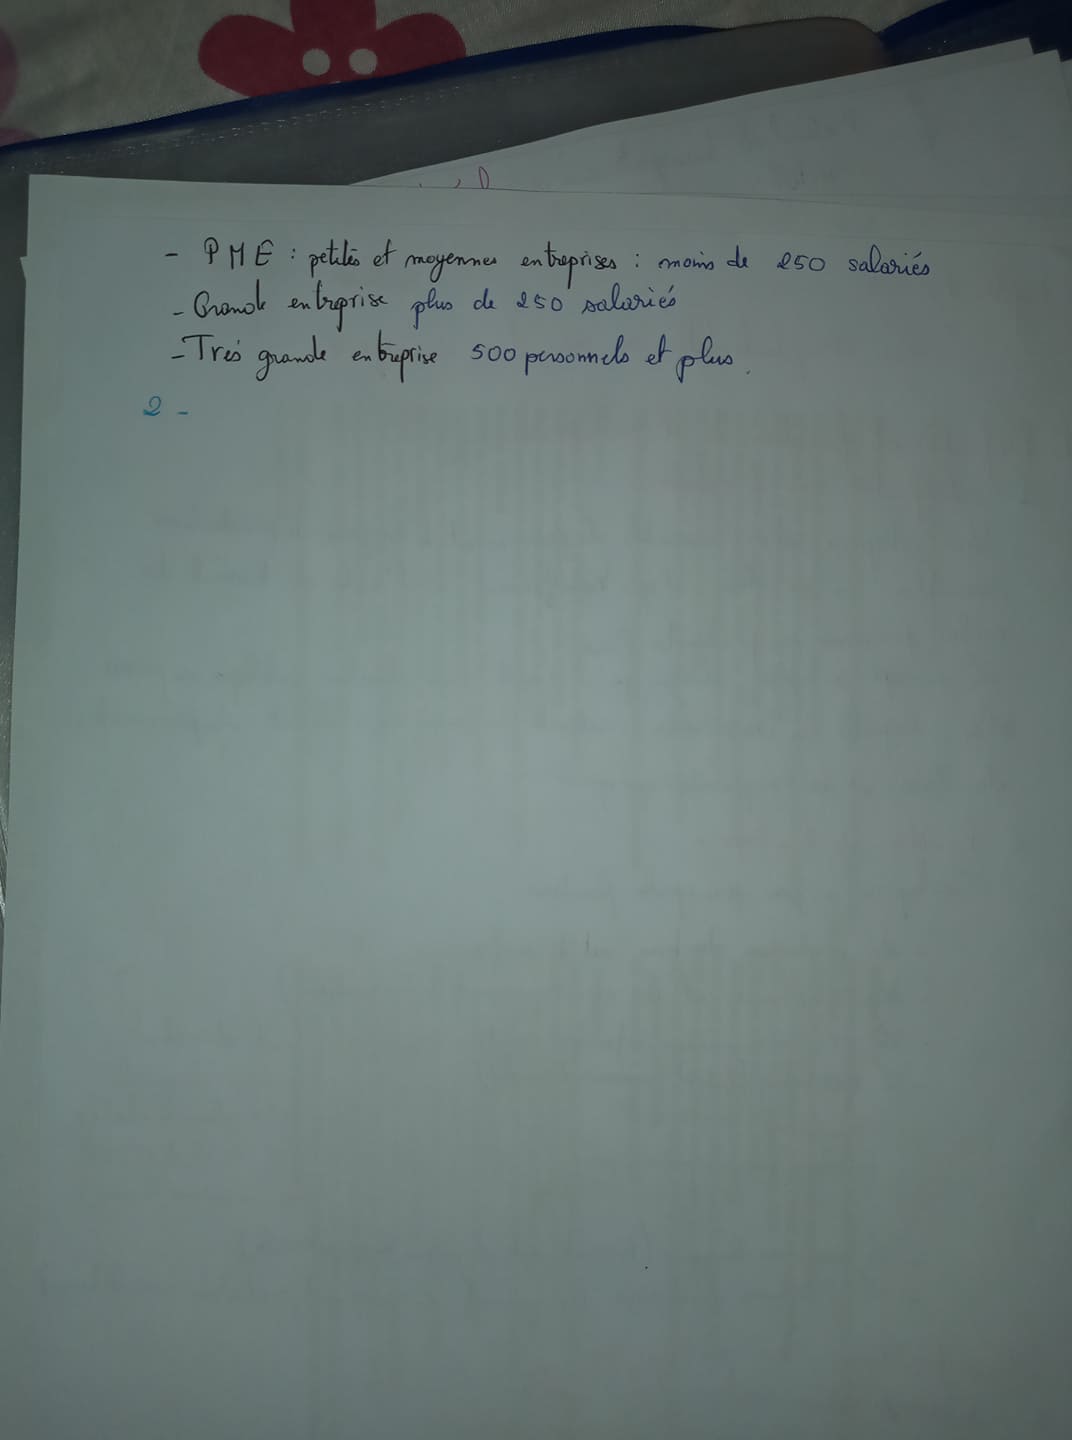 - PME : petites et moyennes entreprises : moins de 250 salariés
- Grande entreprise plus de 250 salariés
- Trés grande entreprise 500 personnels et plus.
2 -